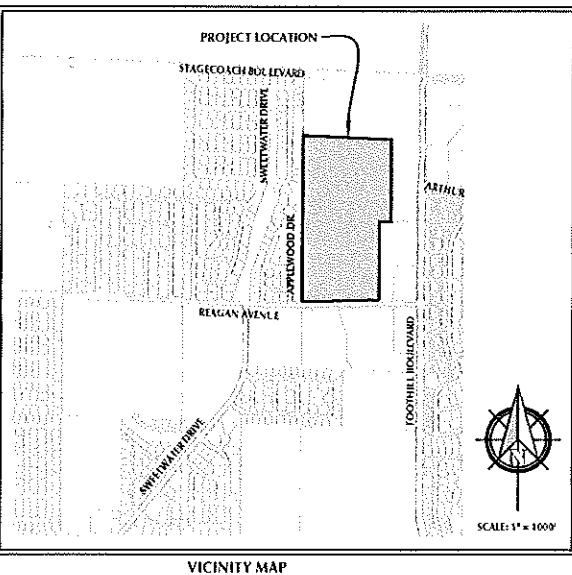 PROJECT LOCATION
STAGECOACH BOULEVARD
SWEETWATER DRIVE
ARTHUR
APPLEWOOD DR.
REAGAN AVENUE
FOOTHILL BOULEVARD
SWEETWATER DRIVE
N
SCALE: 1" = 1000'
VICINITY MAP